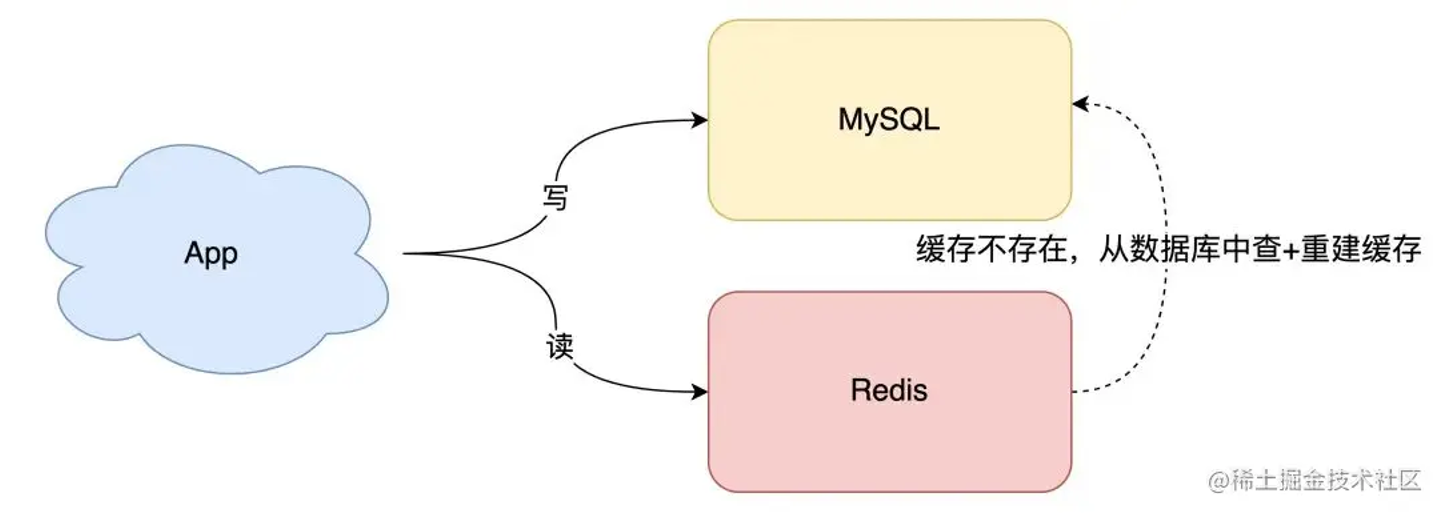 MySQL
写
App
缓存不存在，从数据库中查+重建缓存
读
Redis
@稀土掘金技术社区